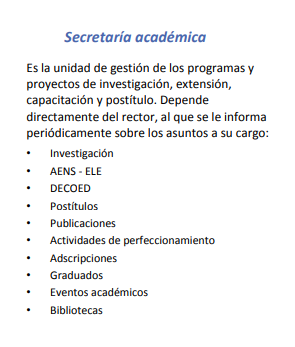 Secretaría académica
Es la unidad de gestión de los programas y
proyectos de investigación, extensión,
capacitación y postítulo. Depende
directamente del rector, al que se le informa
periódicamente sobre los asuntos a su cargo:
• Investigación
• AENS - ELE
• DECOED
• Postítulos
• Publicaciones
• Actividades de perfeccionamiento
• Adscripciones
• Graduados
• Eventos académicos
• Bibliotecas